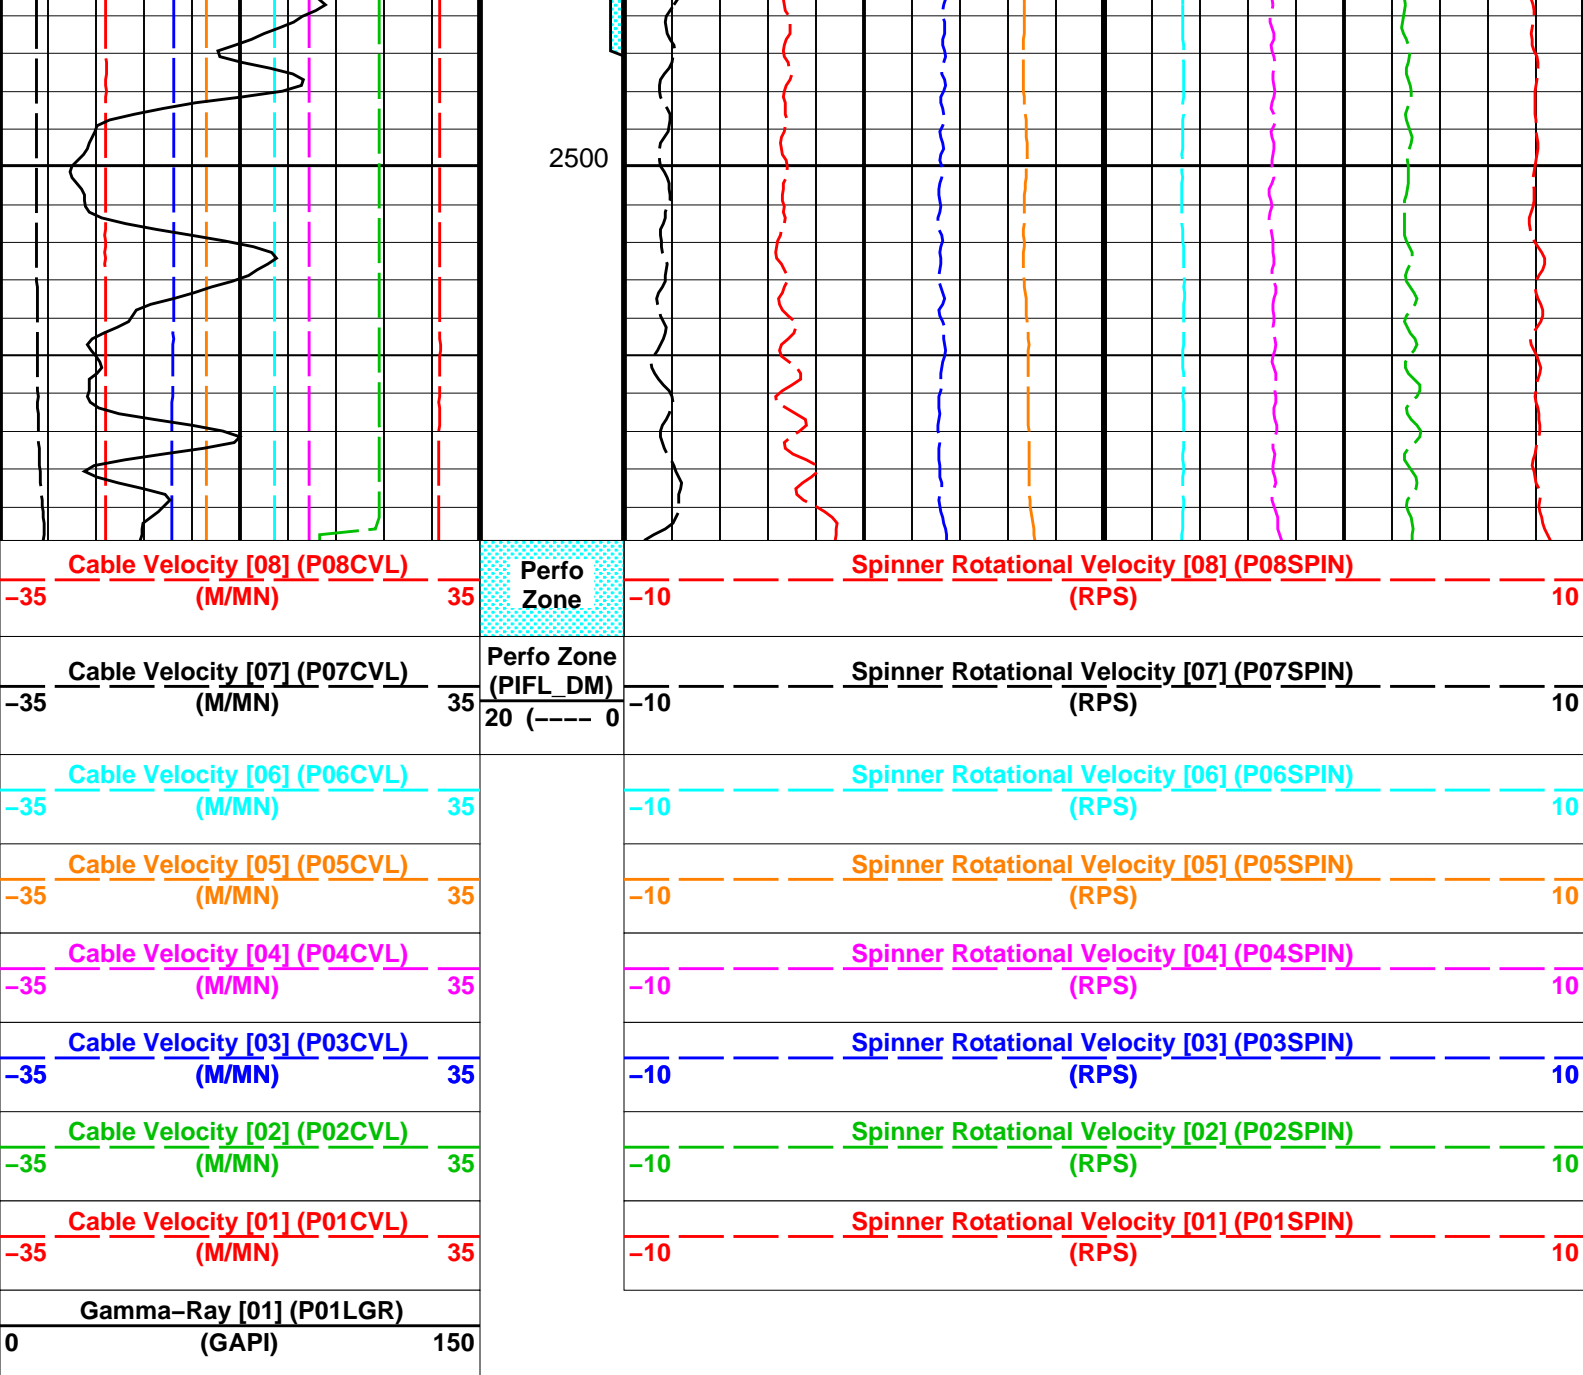 2500
Cable Velocity [08] (P08CVL)
–35 (M/MN) 35
Perfo
Zone
Spinner Rotational Velocity [08] (P08SPIN)
–10 (RPS) 10
Cable Velocity [07] (P07CVL)
–35 (M/MN) 35
Perfo Zone
(PIFL_DM)
20 (–––– 0
Spinner Rotational Velocity [07] (P07SPIN)
–10 (RPS) 10
Cable Velocity [06] (P06CVL)
–35 (M/MN) 35
Spinner Rotational Velocity [06] (P06SPIN)
–10 (RPS) 10
Cable Velocity [05] (P05CVL)
–35 (M/MN) 35
Spinner Rotational Velocity [05] (P05SPIN)
–10 (RPS) 10
Cable Velocity [04] (P04CVL)
–35 (M/MN) 35
Spinner Rotational Velocity [04] (P04SPIN)
–10 (RPS) 10
Cable Velocity [03] (P03CVL)
–35 (M/MN) 35
Spinner Rotational Velocity [03] (P03SPIN)
–10 (RPS) 10
Cable Velocity [02] (P02CVL)
–35 (M/MN) 35
Spinner Rotational Velocity [02] (P02SPIN)
–10 (RPS) 10
Cable Velocity [01] (P01CVL)
–35 (M/MN) 35
Spinner Rotational Velocity [01] (P01SPIN)
–10 (RPS) 10
Gamma–Ray [01] (P01LGR)
0 (GAPI) 150